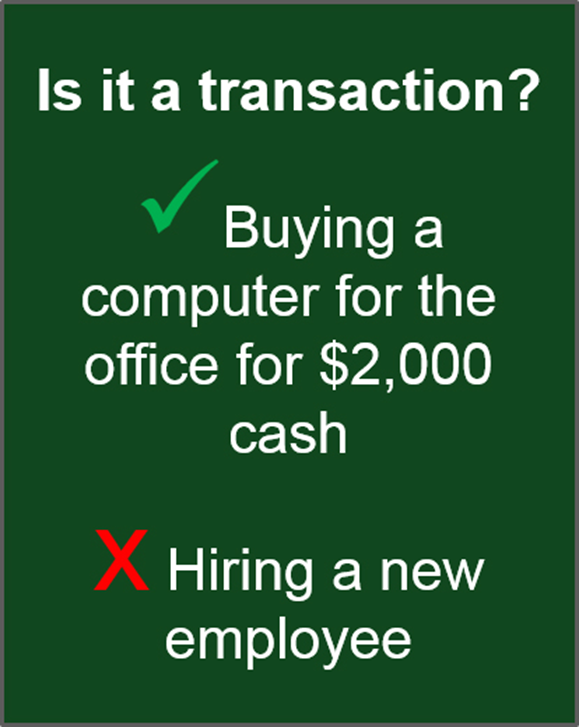 Is it a transaction?
✓ Buying a
computer for the
office for $2,000
cash
X Hiring a new
employee